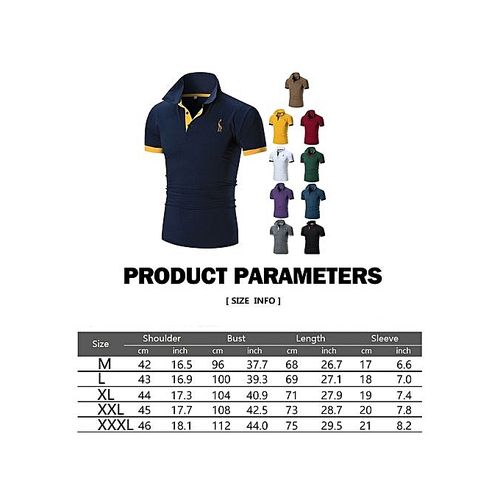 PRODUCT PARAMETERS
[ SIZE INFO ]
Size Shoulder Bust Length Sleeve
cm inch cm inch cm inch cm inch
M 42 16.5 96 37.7 68 26.7 17 6.6
L 43 16.9 100 39.3 69 27.1 18 7.0
XL 44 17.3 104 40.9 71 27.9 19 7.4
XXL 45 17.7 108 42.5 73 28.7 20 7.8
XXXL 46 18.1 112 44.0 75 29.5 21 8.2